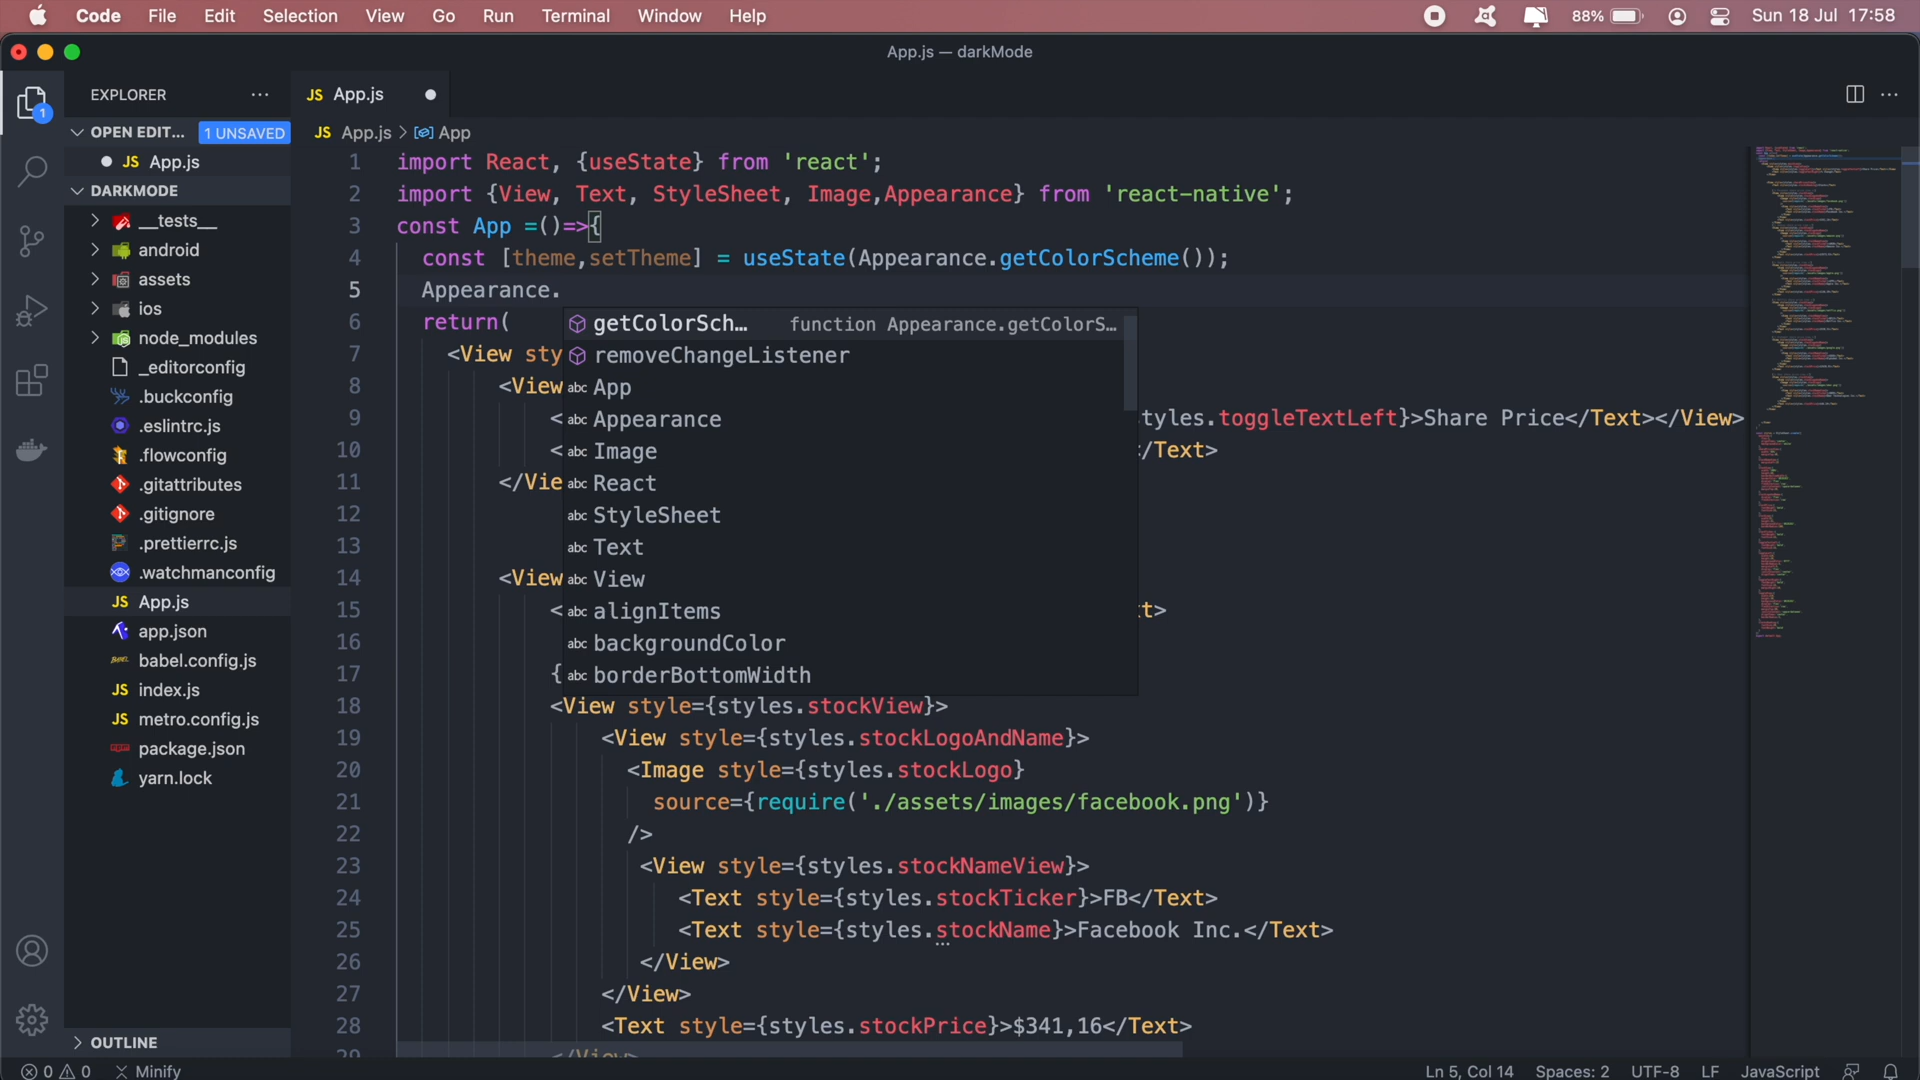 Code File Edit Selection View Go Run Terminal Window Help 88% Sun 18 Jul 17:58
App.js — darkMode
EXPLORER
JS App.js
OPEN EDIT... 1 UNSAVED
JS App.js > App
JS App.js
DARKMODE
__tests__
android
assets
ios
node_modules
_editorconfig
.buckconfig
.eslintrc.js
.flowconfig
.gitattributes
.gitignore
.prettierrc.js
.watchmanconfig
JS App.js
app.json
babel.config.js
JS index.js
JS metro.config.js
package.json
yarn.lock
OUTLINE
1 import React, {useState} from 'react';
2 import {View, Text, StyleSheet, Image,Appearance} from 'react-native';
3 const App =()=>{
4 const [theme,setTheme] = useState(Appearance.getColorScheme());
5 Appearance.
6 return(
7 <View sty
8 <View
9 < tyles.toggleTextLeft}>Share Price</Text></View>
10 < /Text>
11 </Vie
12
13
14 <View
15 < t>
16
17 {
18 <View style={styles.stockView}>
19 <View style={styles.stockLogoAndName}>
20 <Image style={styles.stockLogo}
21 source={require('./assets/images/facebook.png')}
22 />
23 <View style={styles.stockNameView}>
24 <Text style={styles.stockTicker}>FB</Text>
25 <Text style={styles.stockName}>Facebook Inc.</Text>
26 </View>
27 </View>
28 <Text style={styles.stockPrice}>$341,16</Text>
29 </View>
getColorSch... function Appearance.getColorS...
removeChangeListener
abc App
abc Appearance
abc Image
abc React
abc StyleSheet
abc Text
abc View
abc alignItems
abc backgroundColor
abc borderBottomWidth
0 0 Minify Ln 5, Col 14 Spaces: 2 UTF-8 LF JavaScript